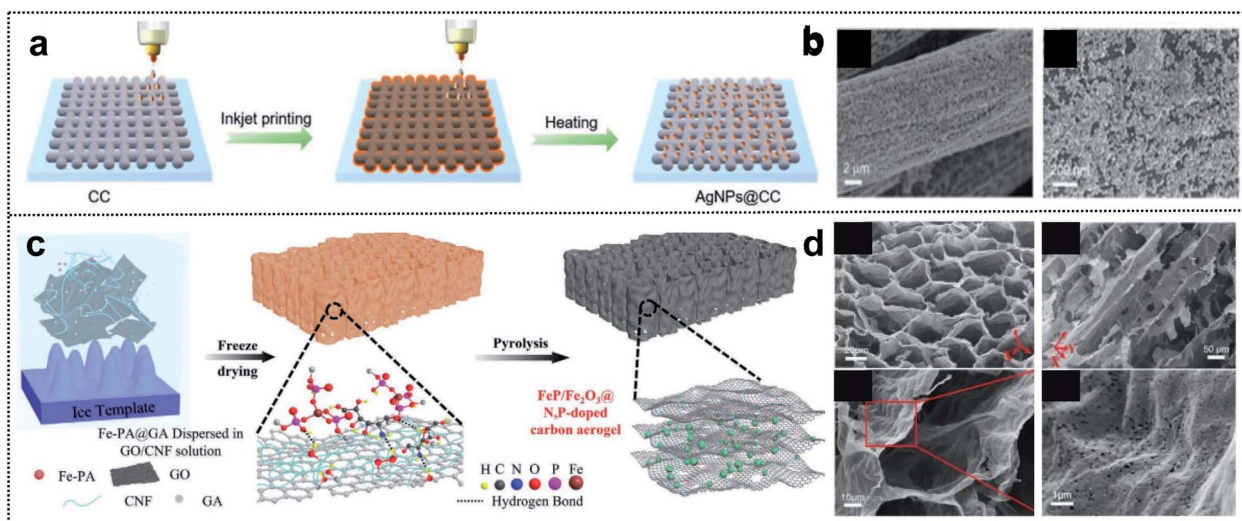 a
Inkjet printing
Heating
CC
AgNPs@CC
b
2 μm
200 nm
c
Ice Template
Fe-PA@GA Dispersed in
GO/CNF solution
Fe-PA
GO
CNF
GA
Freeze
drying
H C N O P Fe
Hydrogen Bond
Pyrolysis
FeP/Fe₂O₃@
N,P-doped
carbon aerogel
d
20μm
50 μm
10μm
1μm